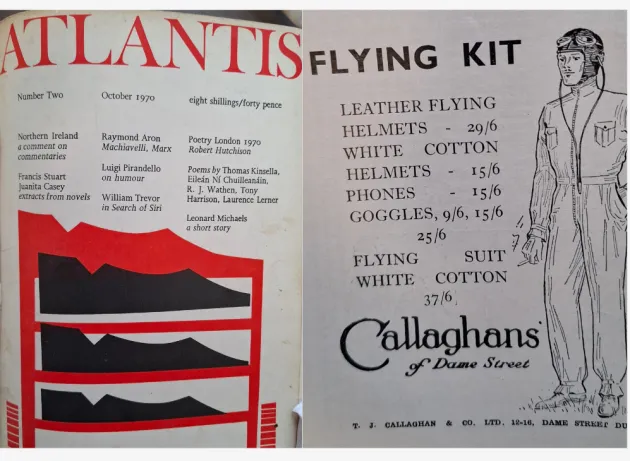 ATLANTIS
Number Two
October 1970
eight shillings/forty pence
Northern Ireland
a comment on
commentaries
Francis Stuart
Juanita Casey
extracts from novels
Raymond Aron
Machiavelli, Marx
Luigi Pirandello
on humour
William Trevor
in Search of Siri
Poetry London 1970
Robert Hutchison
Poems by Thomas Kinsella,
Eileán Ní Chuilleanáin,
R. J. Wathen, Tony
Harrison, Laurence Lerner
Leonard Michaels
a short story
FLYING KIT
LEATHER FLYING
HELMETS - 29/6
WHITE COTTON
HELMETS - 15/6
PHONES - 15/6
GOGGLES, 9/6, 15/6
25/6
FLYING SUIT
WHITE COTTON
37/6
Callaghans
of Dame Street
T. J. CALLAGHAN & CO. LTD, 12-16, DAME STREET DU